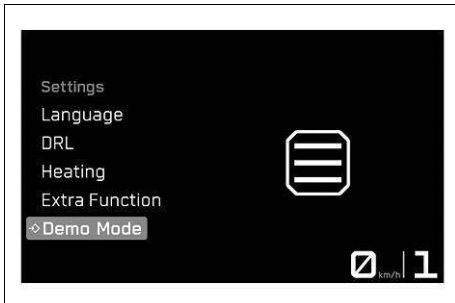 Settings
Language
DRL
Heating
Extra Function
Demo Mode
0 km/h 1